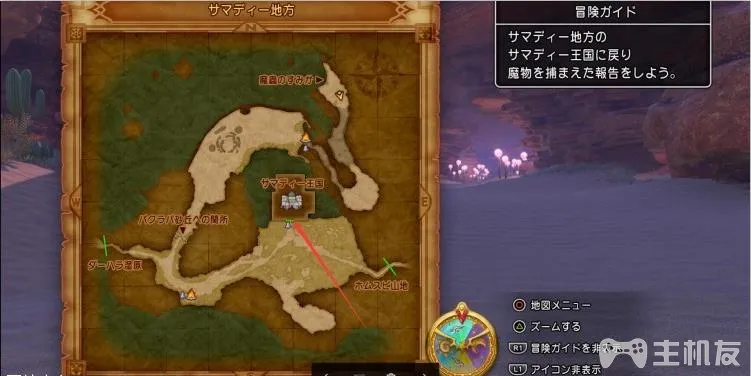 サマディー地方
N
魔蟲のすみか
サマディー王国
W
E
バクラバ砂丘への関所
ダーハラ湿原
ホムスビ山地
冒険ガイド
サマディー地方の
サマディー王国に戻り
魔物を捕まえた報告をしよう。
地図メニュー
ズームする
R1 冒険ガイドを非表示
L1 アイコン非表示
主机友